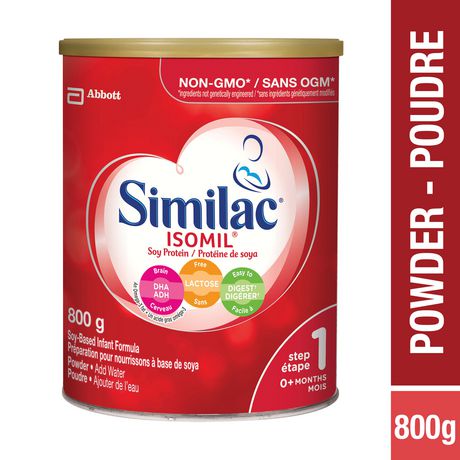 NON-GMO* / SANS OGM*
*ingredients not genetically engineered / *sans ingrédients génétiquement modifiés
Abbott
Similac®
ISOMIL®
Soy Protein / Protéine de soya
Brain
DHA
ADH
Cerveau
Free
LACTOSE
Sans
Easy to
DIGEST†
DIGÉRER†
Facile à
800 g
Soy-Based Infant Formula
Préparation pour nourrissons à base de soya
Powder • Add Water
Poudre • Ajouter de l'eau
step
étape
1
0+ MONTHS
MOIS
POWDER - POUDRE
800g